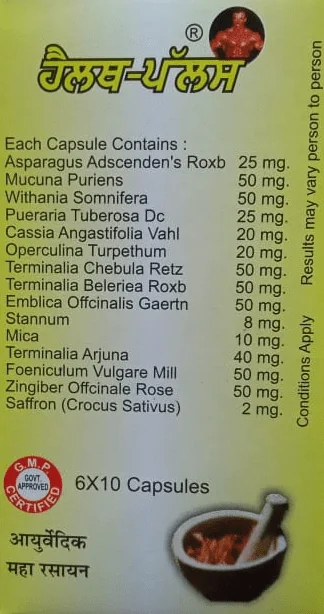 ®
ਹੈਲਥ-ਪੱਲਸ
Each Capsule Contains :
Asparagus Adscenden's Roxb 25 mg.
Mucuna Puriens 50 mg.
Withania Somnifera 50 mg.
Pueraria Tuberosa Dc 25 mg.
Cassia Angastifolia Vahl 20 mg.
Operculina Turpethum 20 mg.
Terminalia Chebula Retz 50 mg.
Terminalia Beleriea Roxb 50 mg.
Emblica Offcinalis Gaertn 50 mg.
Stannum 8 mg.
Mica 10 mg.
Terminalia Arjuna 40 mg.
Foeniculum Vulgare Mill 50 mg.
Zingiber Offcinale Rose 50 mg.
Saffron (Crocus Sativus) 2 mg.
Conditions Apply Results may vary person to person
G.M.P.
GOVT.
APPROVED
CERTIFIED
6X10 Capsules
आयुर्वेदिक
महा रसायन